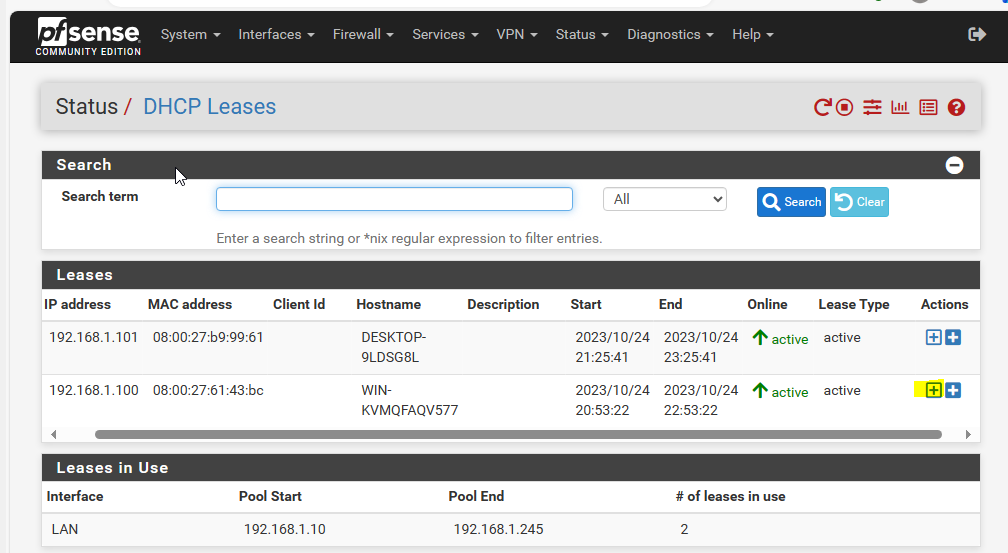 pfsense
COMMUNITY EDITION
System Interfaces Firewall Services VPN Status Diagnostics Help
Status / DHCP Leases
Search
Search term
All
Search
Clear
Enter a search string or *nix regular expression to filter entries.
Leases
IP address MAC address Client Id Hostname Description Start End Online Lease Type Actions
192.168.1.101 08:00:27:b9:99:61 DESKTOP- 2023/10/24 2023/10/24 active active
9LDSG8L 21:25:41 23:25:41
192.168.1.100 08:00:27:61:43:bc WIN- 2023/10/24 2023/10/24 active active
KVMQFAQV577 20:53:22 22:53:22
Leases in Use
Interface Pool Start Pool End # of leases in use
LAN 192.168.1.10 192.168.1.245 2